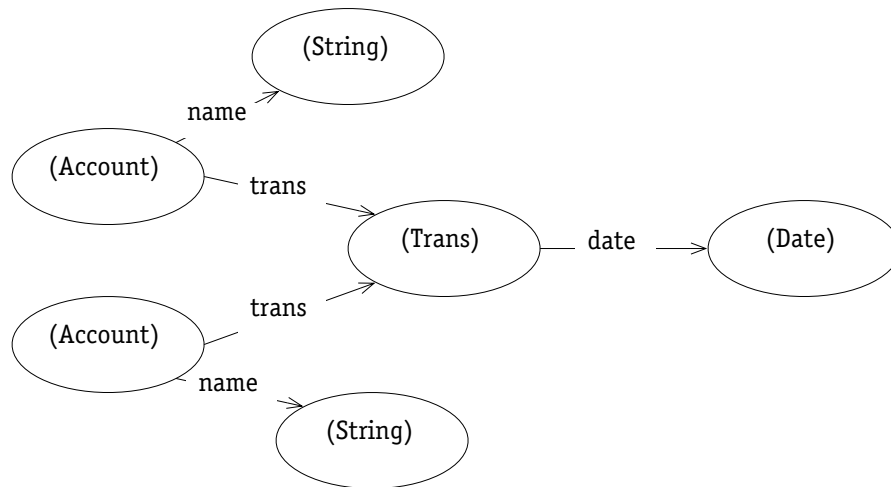 (String)
name
(Account)
trans
(Trans)
date
(Date)
trans
(Account)
name
(String)